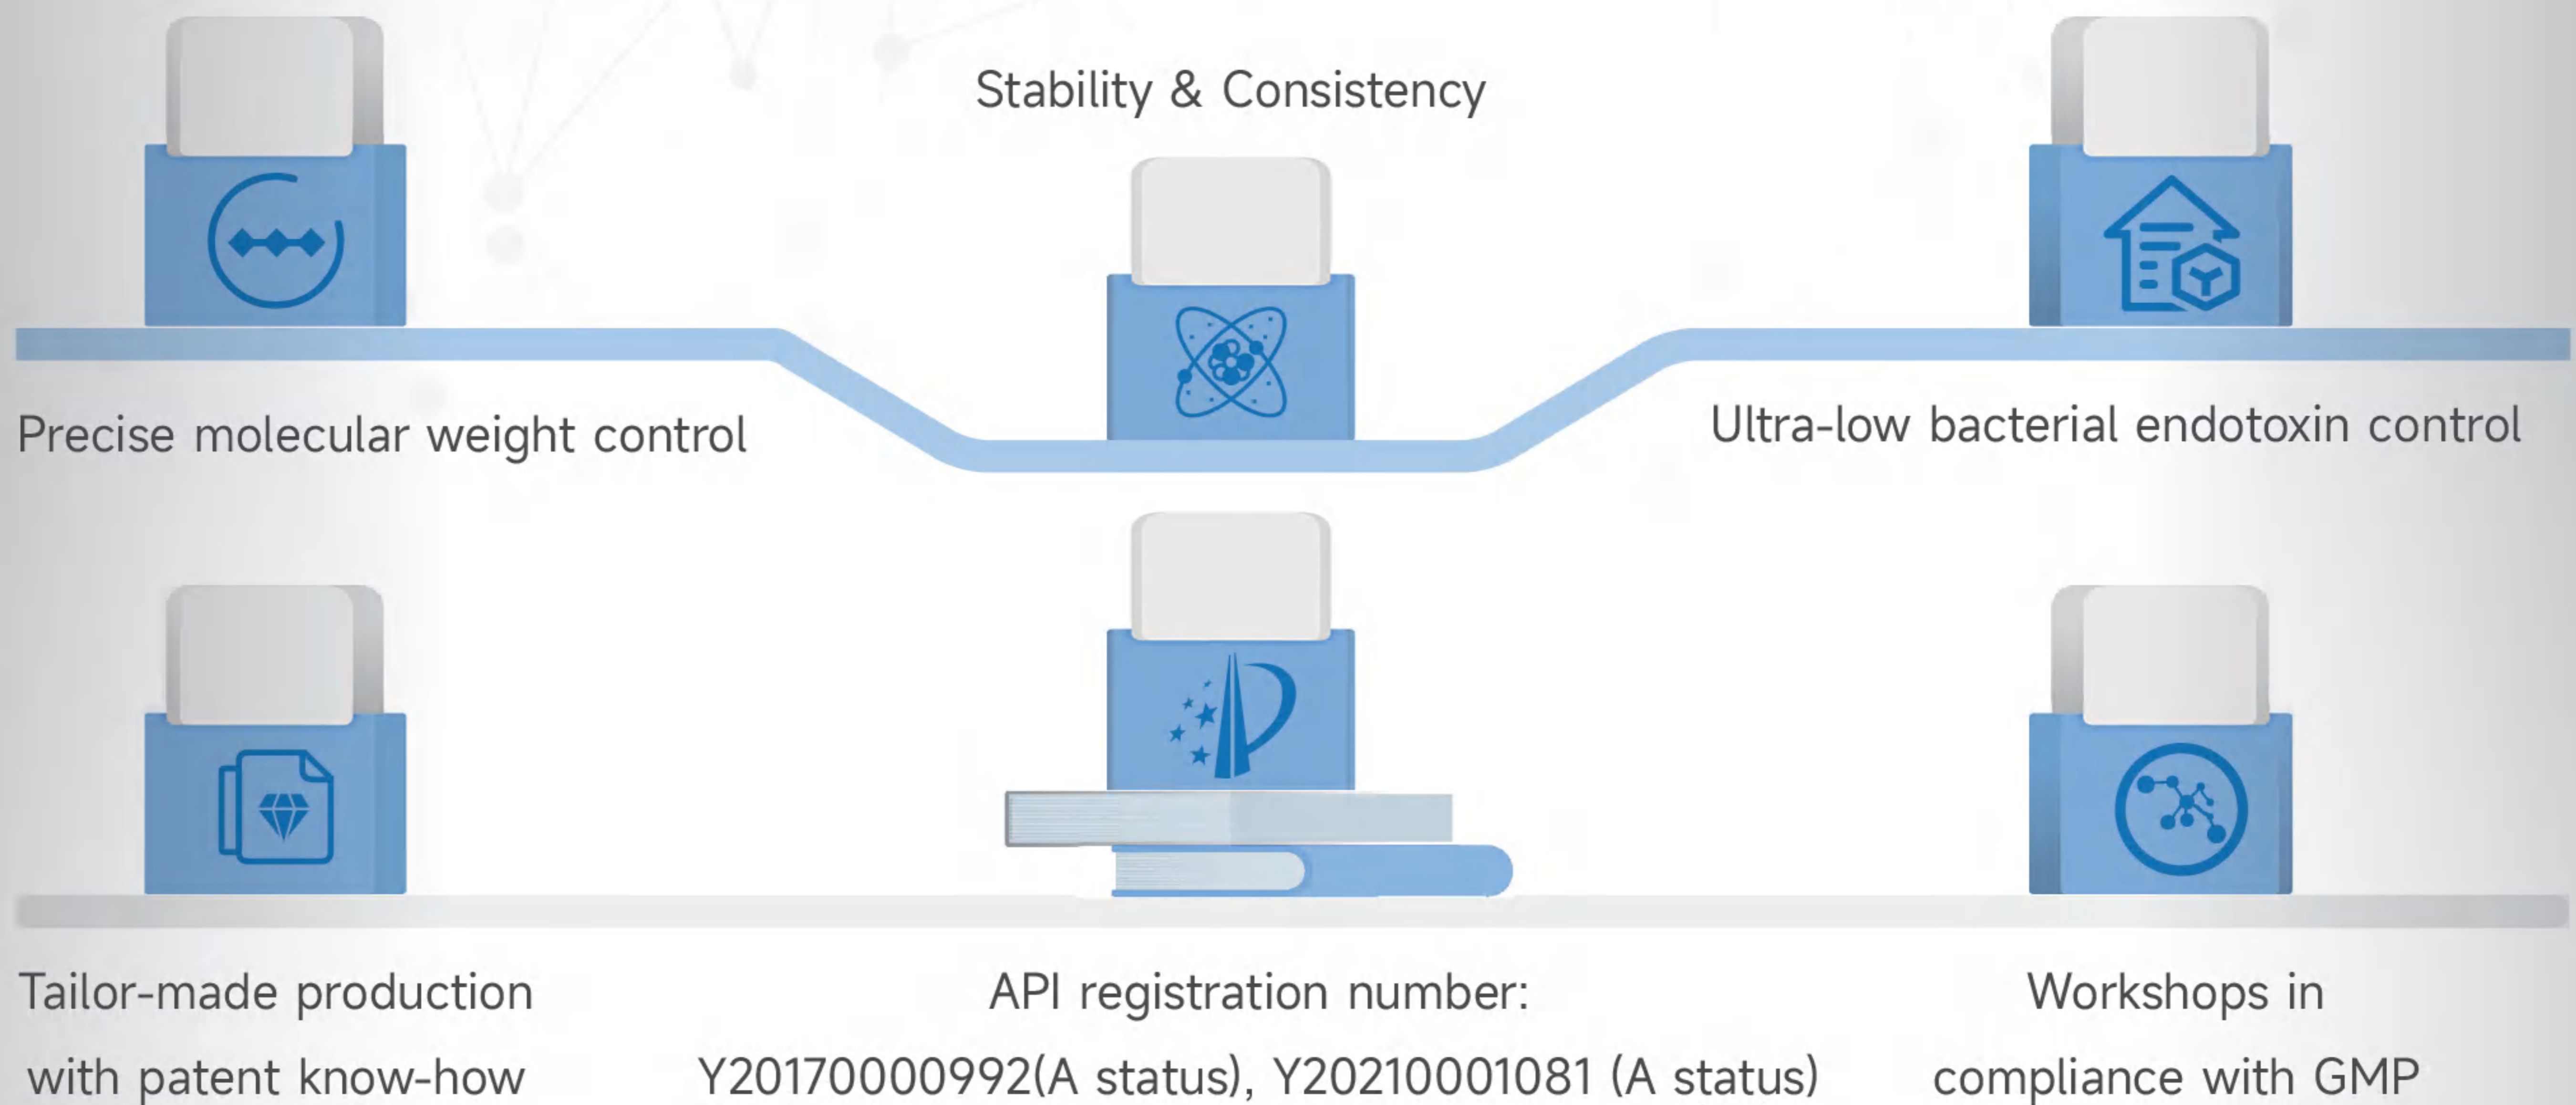 Stability & Consistency
Precise molecular weight control
Ultra-low bacterial endotoxin control
Tailor-made production
with patent know-how
API registration number:
Y20170000992(A status), Y20210001081 (A status)
Workshops in
compliance with GMP